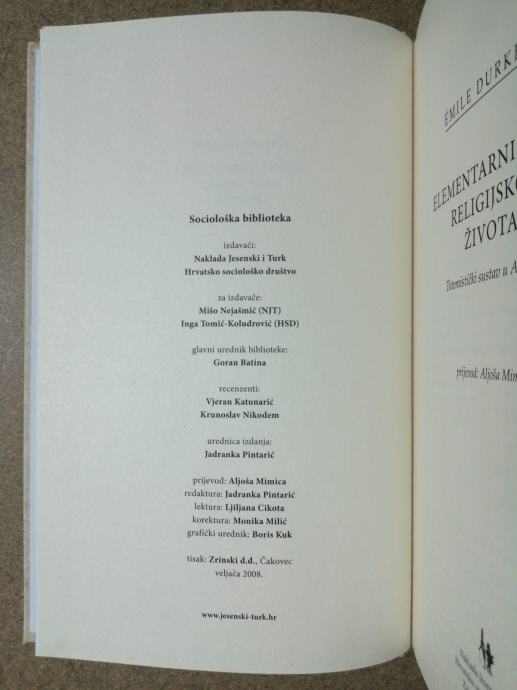 Sociološka biblioteka
izdavači:
Naklada Jesenski i Turk
Hrvatsko sociološko društvo
za izdavače:
Mišo Nejašmić (NJT)
Inga Tomić-Koludrović (HSD)
glavni urednik biblioteke:
Goran Batina
recenzenti:
Vjeran Katunarić
Krunoslav Nikodem
urednica izdanja:
Jadranka Pintarić
prijevod: Aljoša Mimica
redaktura: Jadranka Pintarić
lektura: Ljiljana Cikota
korektura: Monika Milić
grafički urednik: Boris Kuk
tisak: Zrinski d.d., Čakovec
veljača 2008.
www.jesenski-turk.hr
ÉMILE
ELEMENTARNI
ŽIVOTA
Totemistički sustav u
prijevod: Aljoša